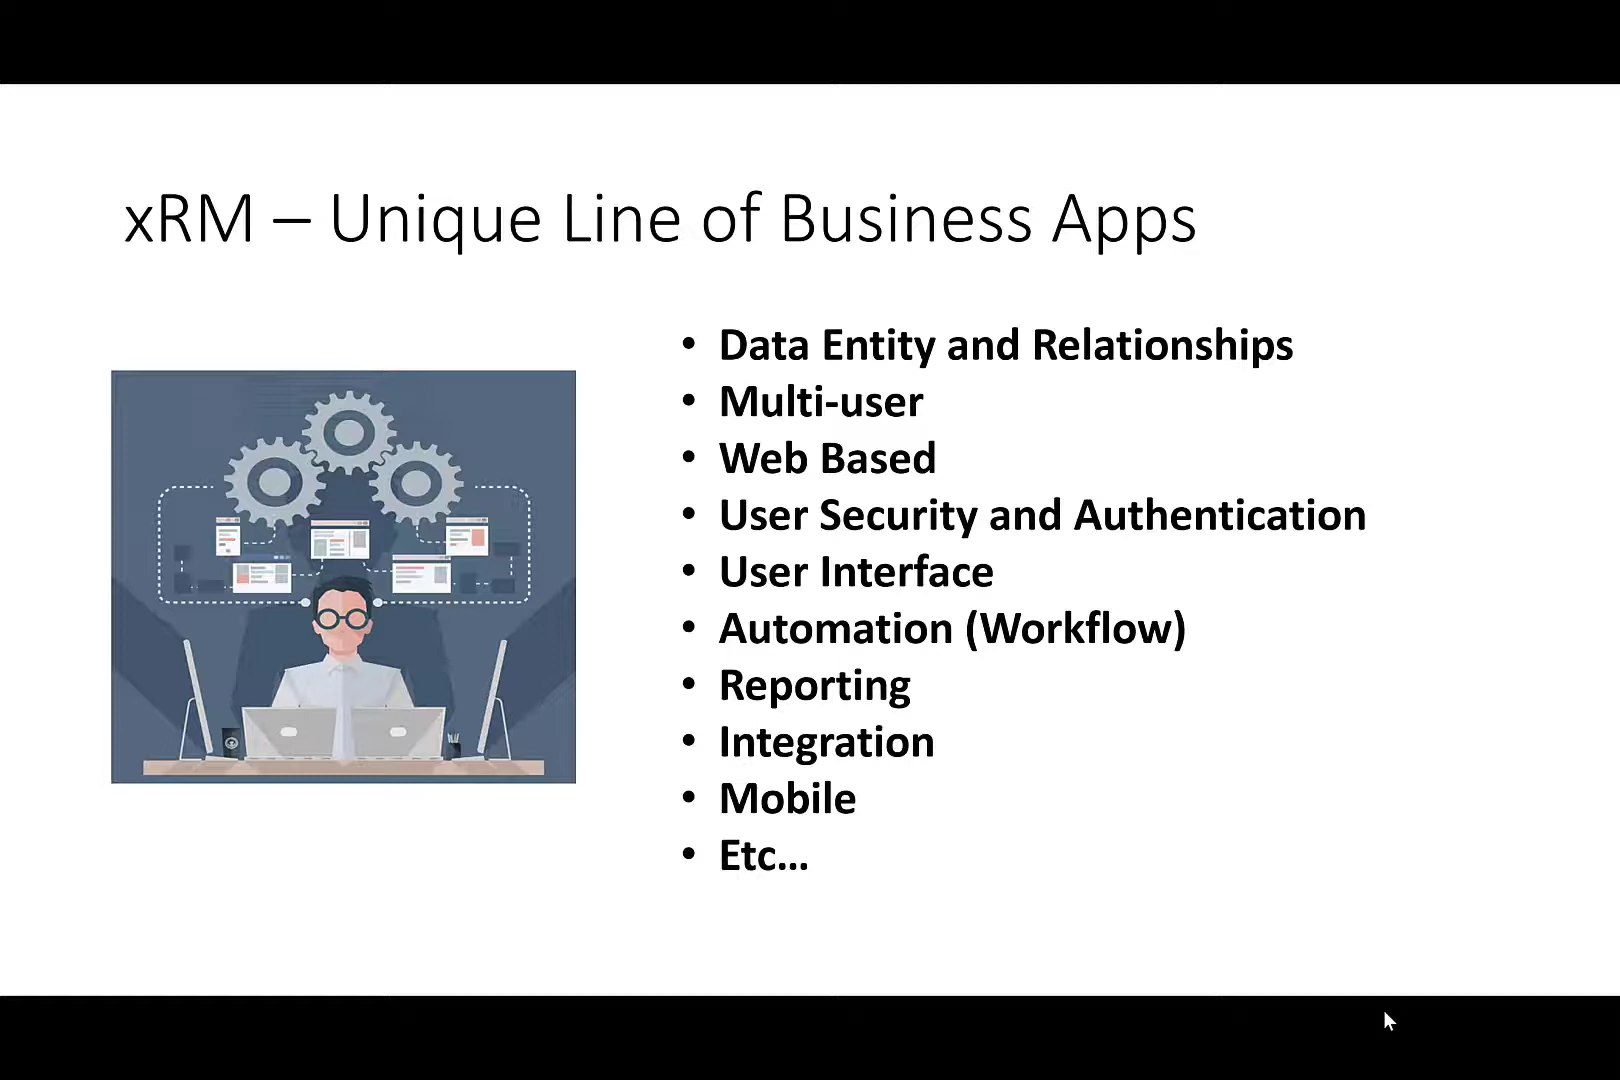 xRM – Unique Line of Business Apps
• Data Entity and Relationships
• Multi-user
• Web Based
• User Security and Authentication
• User Interface
• Automation (Workflow)
• Reporting
• Integration
• Mobile
• Etc...